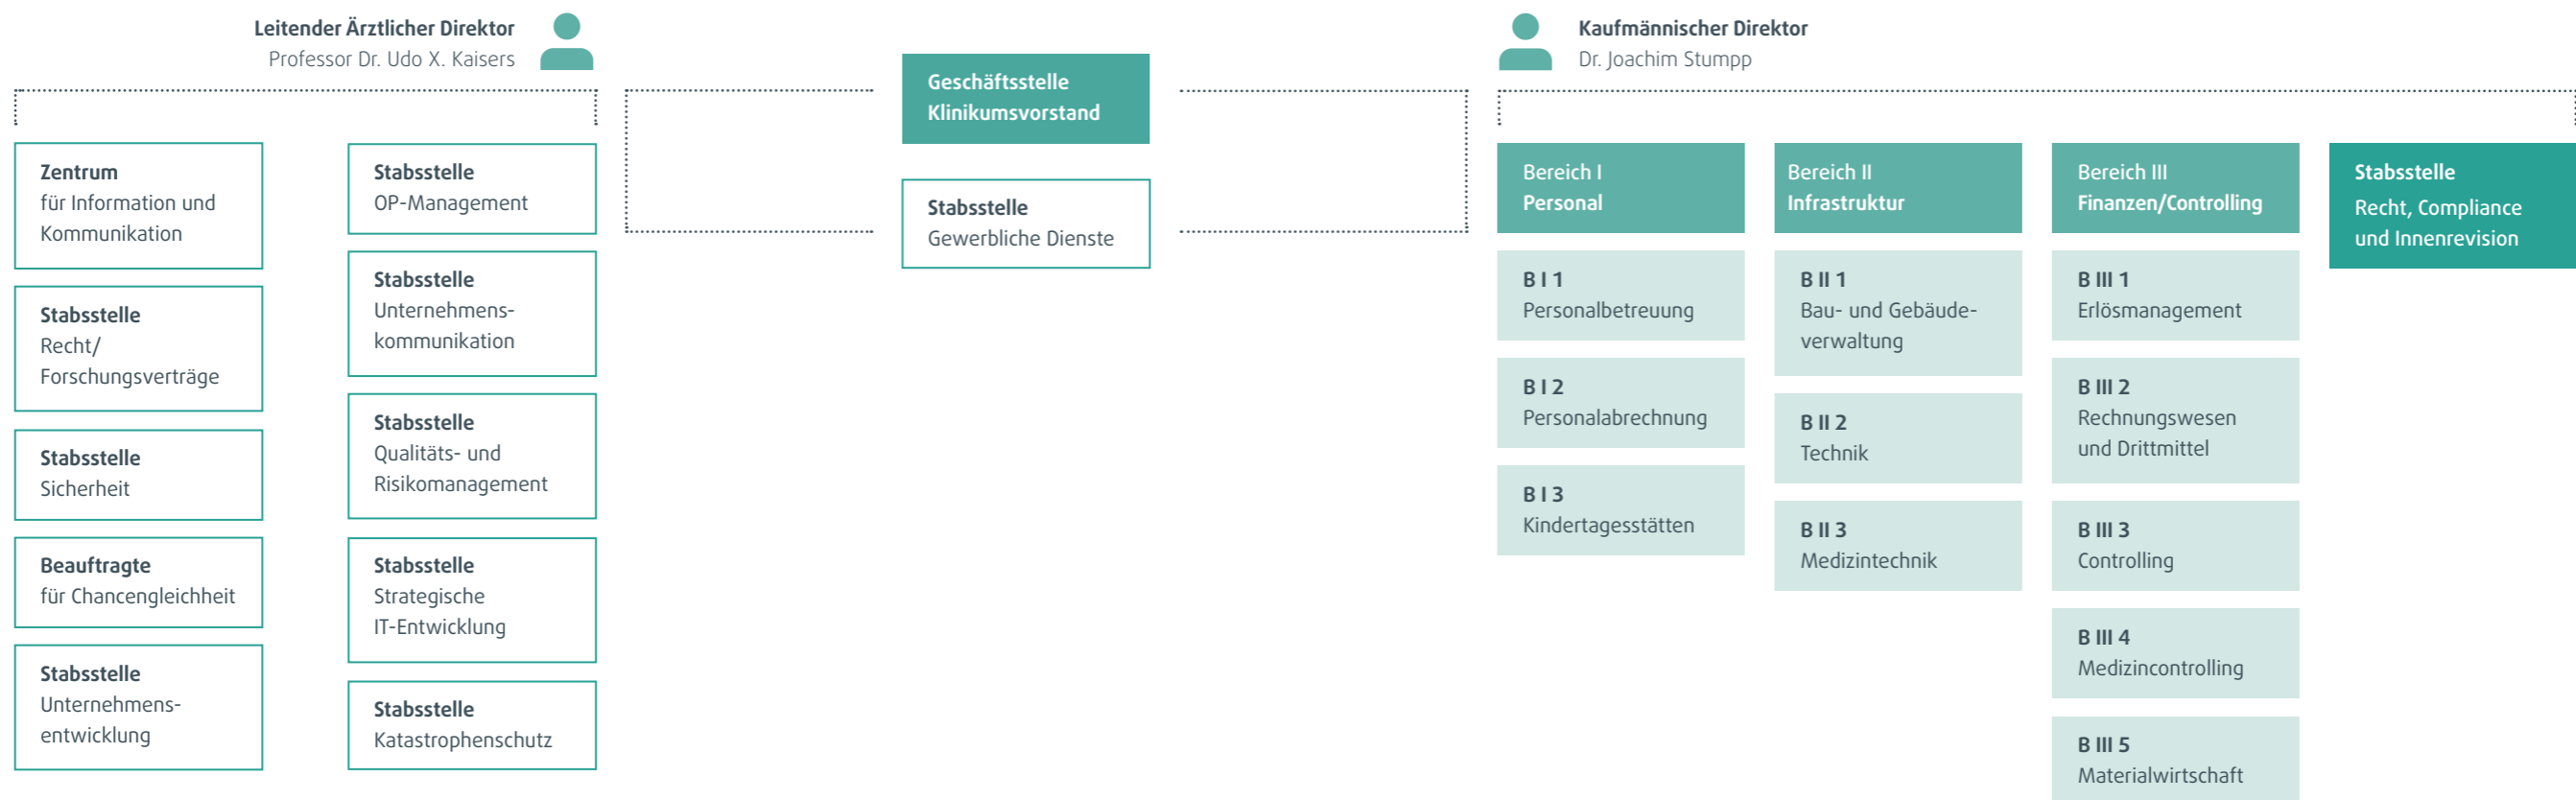 Leitender Ärztlicher Direktor
Professor Dr. Udo X. Kaisers
Zentrum
für Information und
Kommunikation
Stabsstelle
Recht/
Forschungsverträge
Stabsstelle
Sicherheit
Beauftragte
für Chancengleichheit
Stabsstelle
Unternehmens-
entwicklung
Stabsstelle
OP-Management
Stabsstelle
Unternehmens-
kommunikation
Stabsstelle
Qualitäts- und
Risikomanagement
Stabsstelle
Strategische
IT-Entwicklung
Stabsstelle
Katastrophenschutz
Geschäftsstelle
Klinikumsvorstand
Stabsstelle
Gewerbliche Dienste
Kaufmännischer Direktor
Dr. Joachim Stumpp
Bereich I
Personal
B I 1
Personalbetreuung
B I 2
Personalabrechnung
B I 3
Kindertagesstätten
Bereich II
Infrastruktur
B II 1
Bau- und Gebäude-
verwaltung
B II 2
Technik
B II 3
Medizintechnik
Bereich III
Finanzen/Controlling
B III 1
Erlösmanagement
B III 2
Rechnungswesen
und Drittmittel
B III 3
Controlling
B III 4
Medizincontrolling
B III 5
Materialwirtschaft
Stabsstelle
Recht, Compliance
und Innenrevision